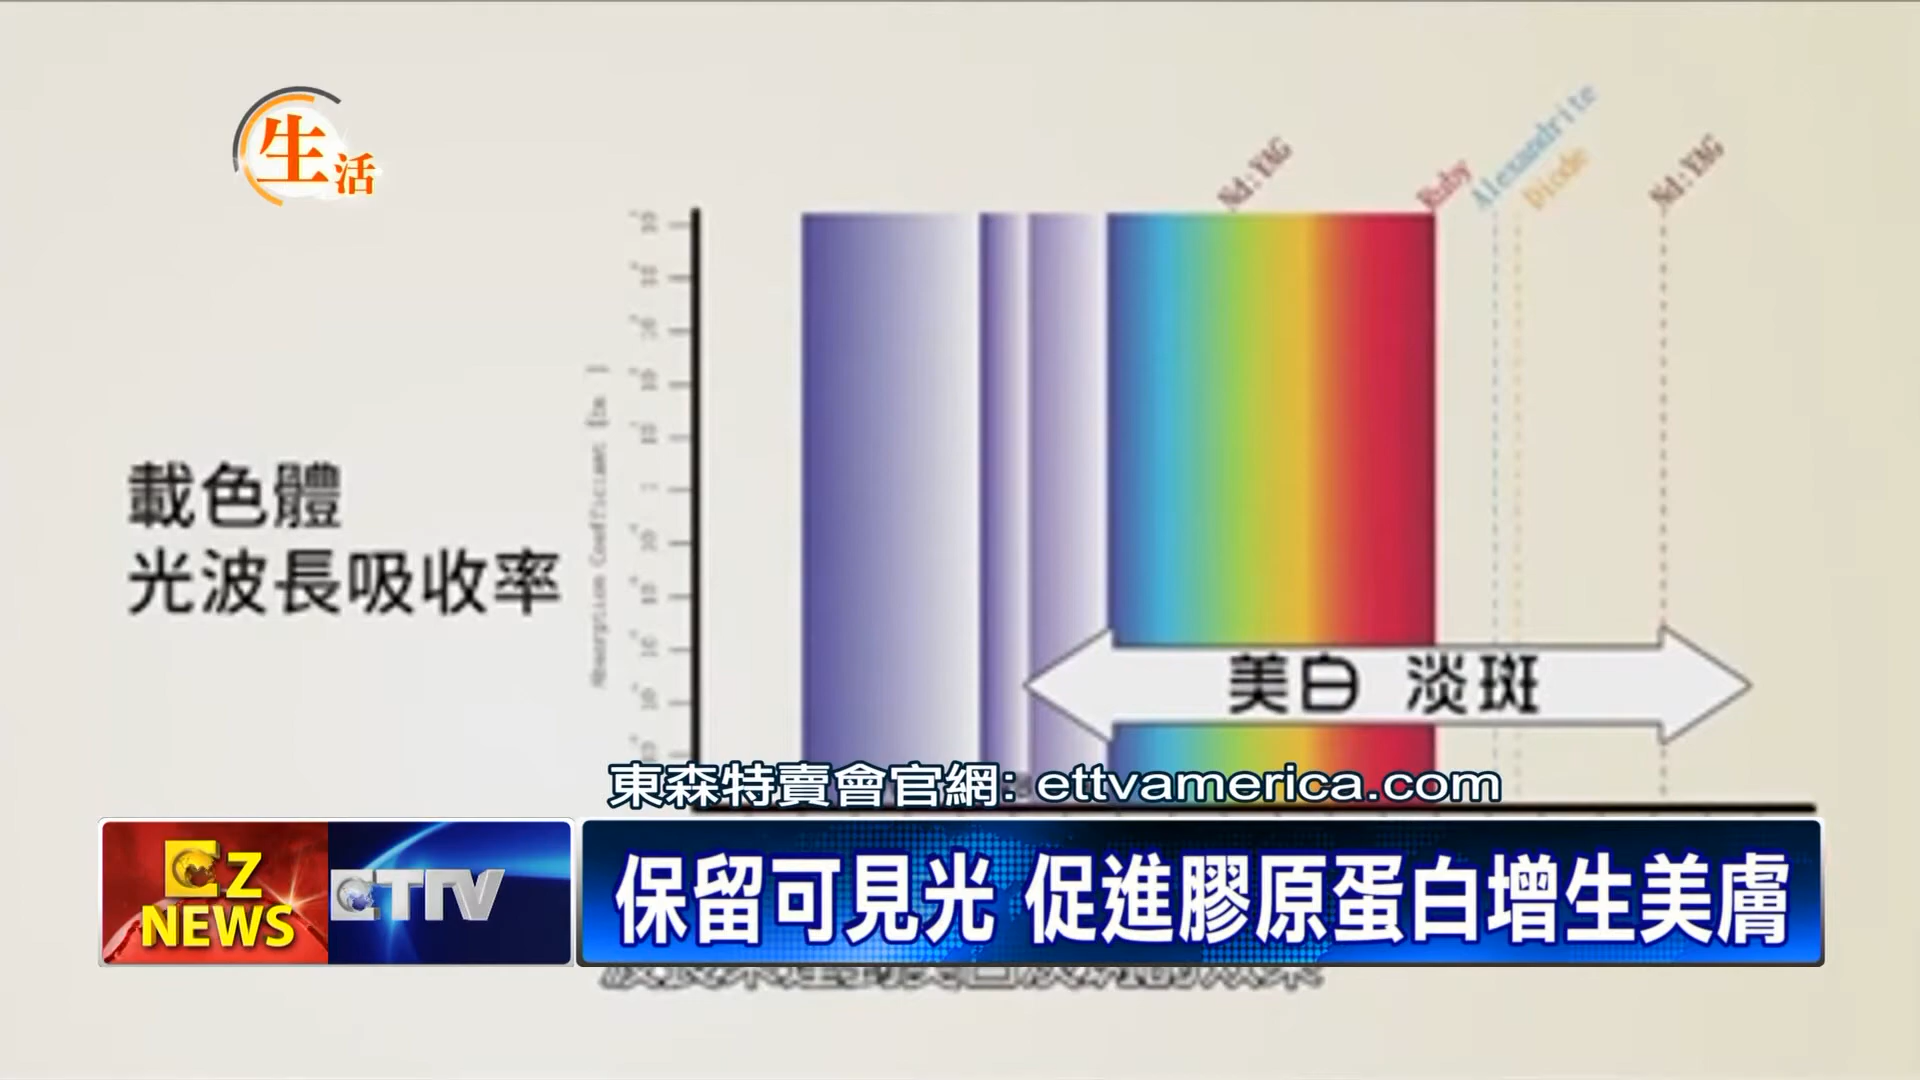 生活
Nd:YAG
Ruby
Alexandrite
Diode
Nd:YAG
載色體
光波長吸收率
Absorption Coefficient
美白 淡斑
東森特賣會官網: ettvamerica.com
EZ NEWS
ETTV
保留可見光 促進膠原蛋白增生美膚